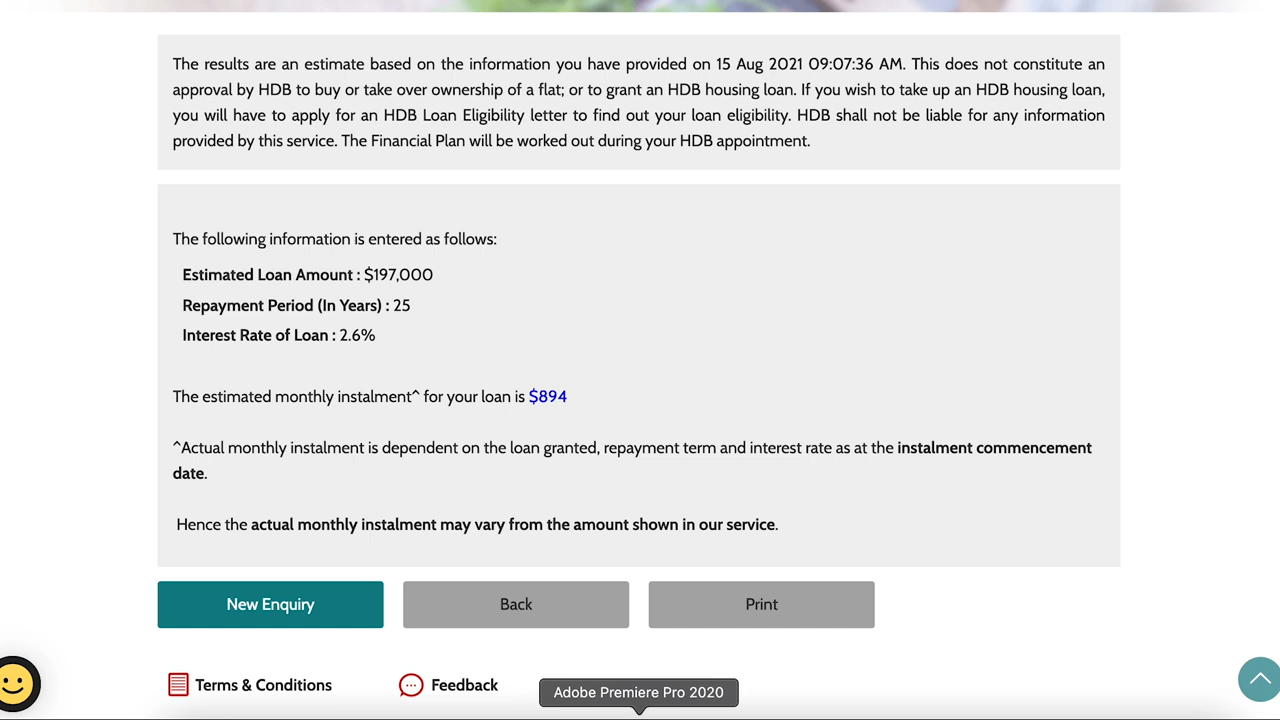 The results are an estimate based on the information you have provided on 15 Aug 2021 09:07:36 AM. This does not constitute an
approval by HDB to buy or take over ownership of a flat; or to grant an HDB housing loan. If you wish to take up an HDB housing loan,
you will have to apply for an HDB Loan Eligibility letter to find out your loan eligibility. HDB shall not be liable for any information
provided by this service. The Financial Plan will be worked out during your HDB appointment.
The following information is entered as follows:
Estimated Loan Amount : $197,000
Repayment Period (In Years) : 25
Interest Rate of Loan : 2.6%
The estimated monthly instalment^ for your loan is $894
^Actual monthly instalment is dependent on the loan granted, repayment term and interest rate as at the instalment commencement
date.
Hence the actual monthly instalment may vary from the amount shown in our service.
New Enquiry Back Print
Terms & Conditions Feedback
Adobe Premiere Pro 2020